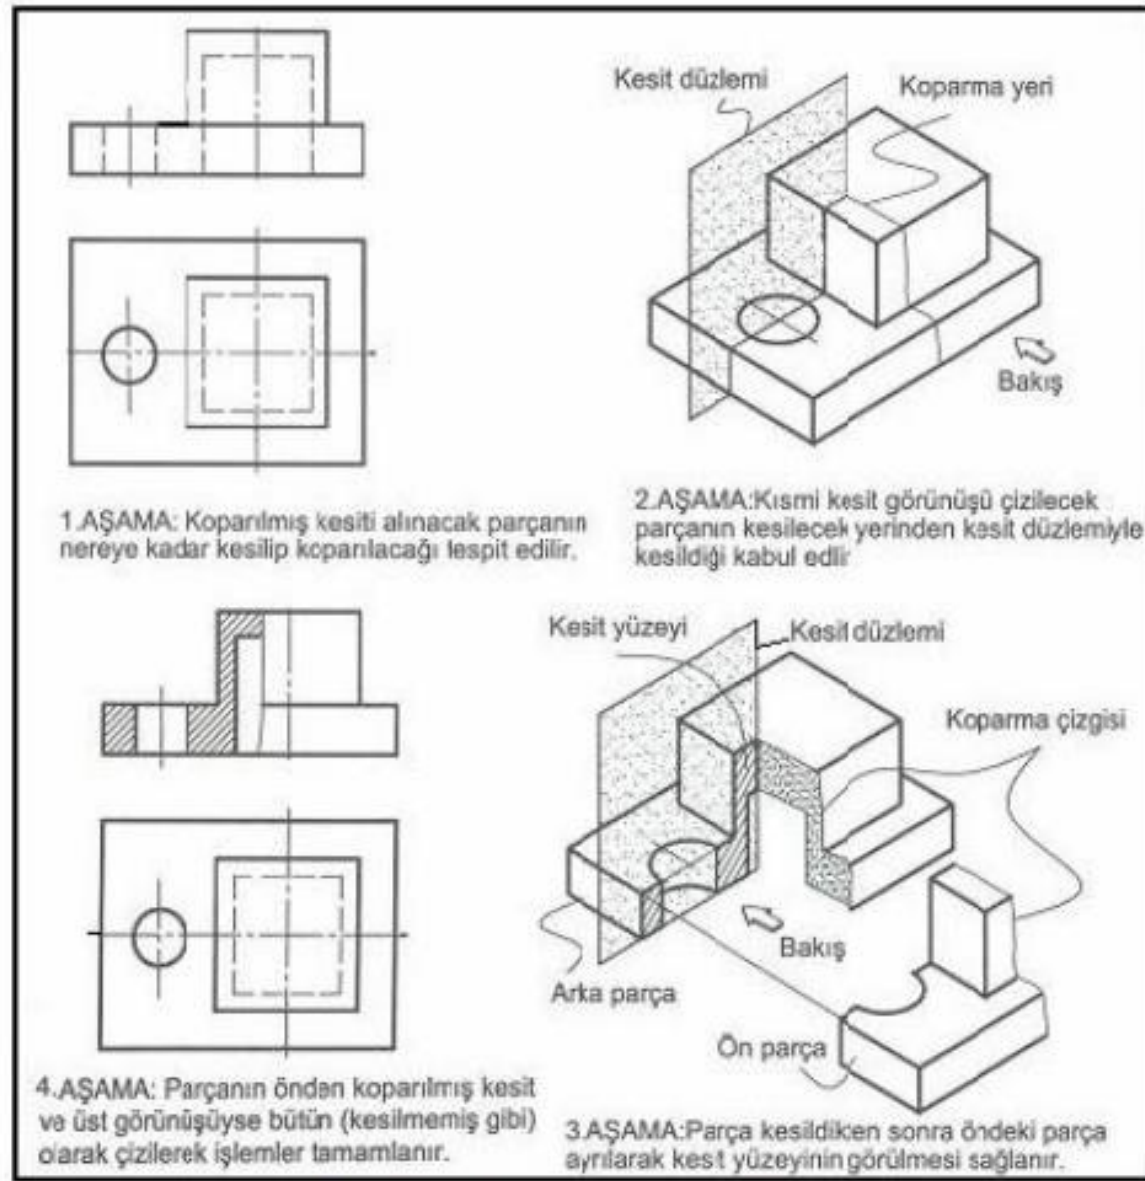 Kesit düzlemi
Koparma yeri
Bakış
1.AŞAMA: Koparılmış kesiti alınacak parçanın
nereye kadar kesilip koparılacağı tespit edilir.
2.AŞAMA:Kısmi kesit görünüşü çizilecek
parçanın kesilecek yerinden kesit düzlemiyle
kesildiği kabul edlir
Kesit yüzeyi
Kesit düzlemi
Koparma çizgisi
Bakış
Arka parça
Ön parça
4.AŞAMA: Parçanın önden koparılmış kesit
ve üst görünüşüyse bütün (kesilmemiş gibi)
olarak çizilerek işlemler tamamlanır.
3.AŞAMA:Parça kesildikten sonra öndeki parça
ayrılarak kesit yüzeyinin görülmesi sağlanır.